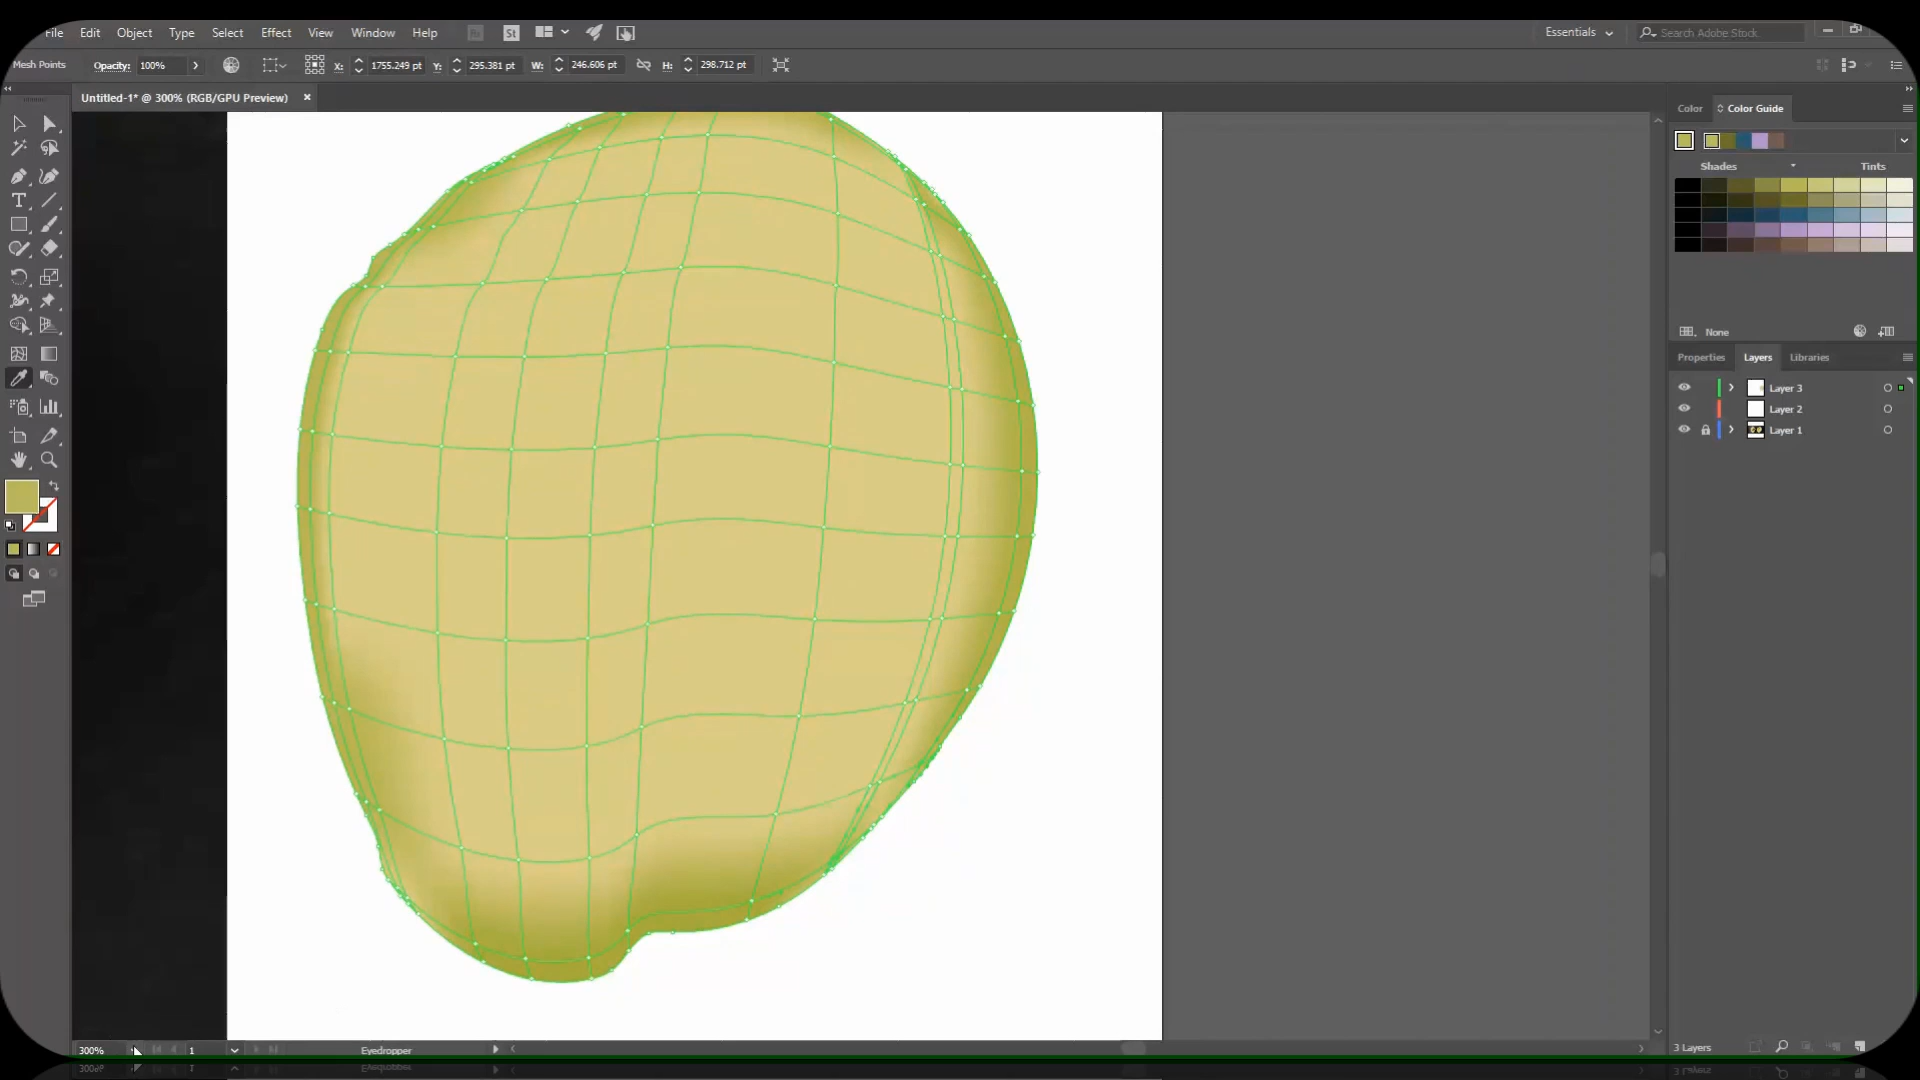 File Edit Object Type Select Effect View Window Help St Essentials Search Adobe Stock
Mesh Points Opacity: 100% X: 1755.249 pt Y: 295.381 pt W: 246.606 pt H: 298.712 pt
Untitled-1* @ 300% (RGB/GPU Preview)
Color Color Guide
Shades Tints
None
Properties Layers Libraries
Layer 3
Layer 2
Layer 1
300% 1 Eyedropper
3 Layers